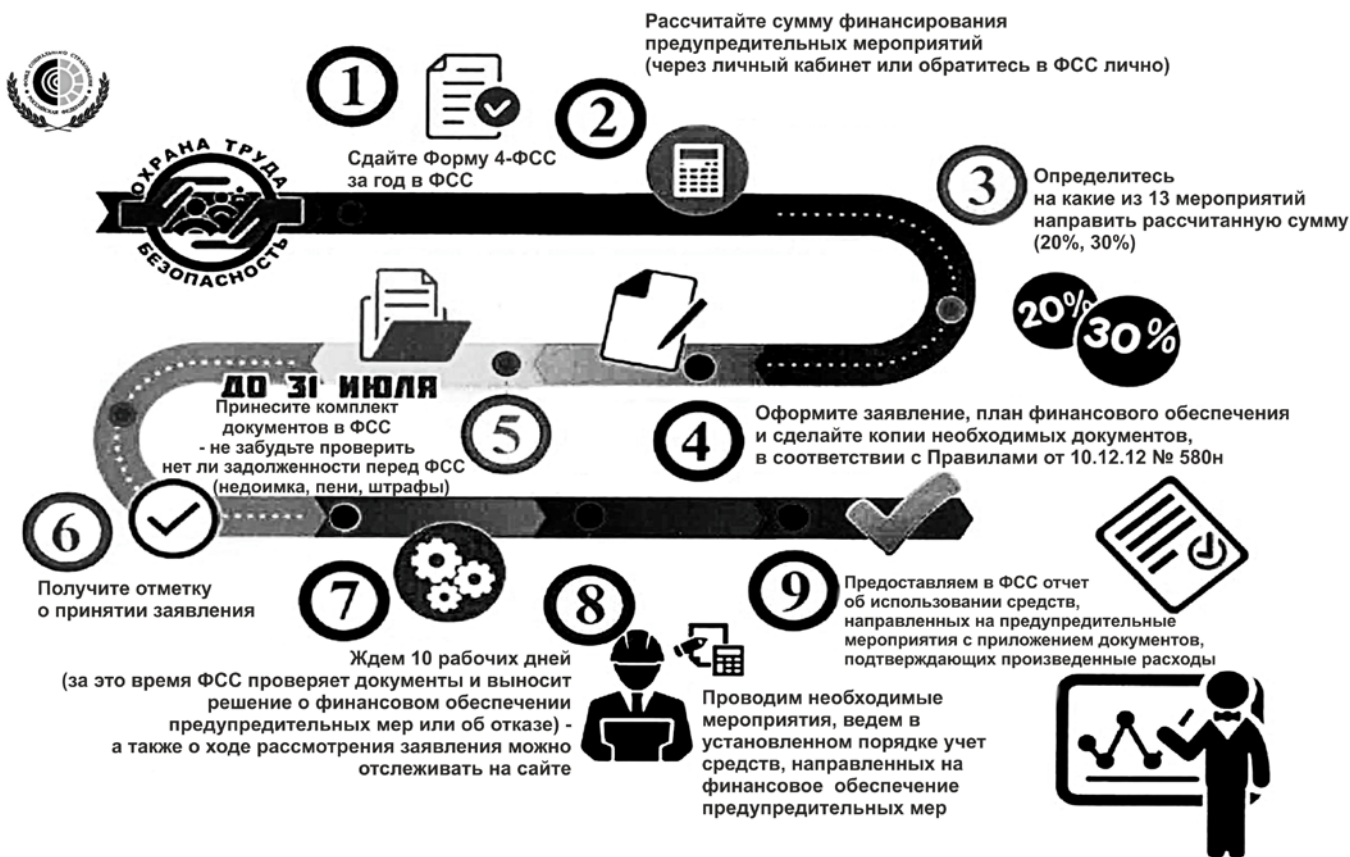 1
Сдайте Форму 4-ФСС
за год в ФСС
2
Рассчитайте сумму финансирования
предупредительных мероприятий
(через личный кабинет или обратитесь в ФСС лично)
ОХРАНА ТРУДА
БЕЗОПАСНОСТЬ
3
Определитесь
на какие из 13 мероприятий
направить рассчитанную сумму
(20%, 30%)
20%
30%
4
Оформите заявление, план финансового обеспечения
и сделайте копии необходимых документов,
в соответствии с Правилами от 10.12.12 № 580н
5
ДО 31 ИЮЛЯ
Принесите комплект
документов в ФСС
- не забудьте проверить
нет ли задолженности перед ФСС
(недоимка, пени, штрафы)
6
Получите отметку
о принятии заявления
7
Ждем 10 рабочих дней
(за это время ФСС проверяет документы и выносит
решение о финансовом обеспечении
предупредительных мер или об отказе) -
а также о ходе рассмотрения заявления можно
отслеживать на сайте
8
Проводим необходимые
мероприятия, ведем в
установленном порядке учет
средств, направленных на
финансовое обеспечение
предупредительных мер
9
Предоставляем в ФСС отчет
об использовании средств,
направленных на предупредительные
мероприятия с приложением документов,
подтверждающих произведенные расходы